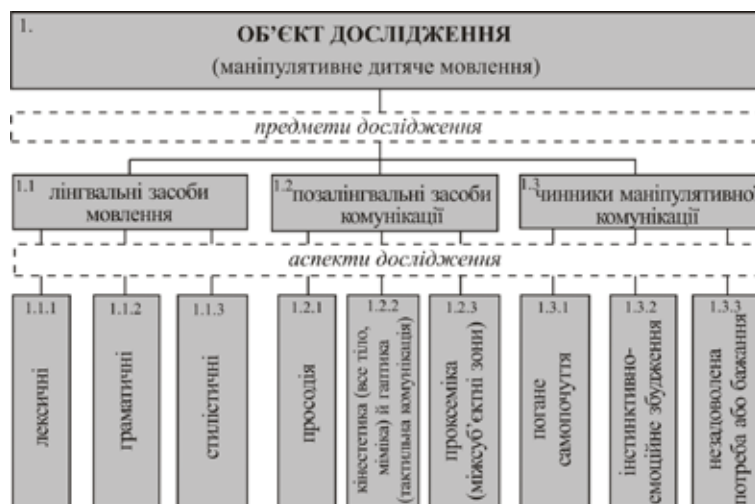 1.
ОБ’ЄКТ ДОСЛІДЖЕННЯ
(маніпулятивне дитяче мовлення)
предмети дослідження
1.1 лінгвальні засоби
мовлення
1.2 позалінгвальні засоби
комунікації
1.3 чинники маніпулятивної
комунікації
аспекти дослідження
1.1.1
лексичні
1.1.2
граматичні
1.1.3
стилістичні
1.2.1
просодія
1.2.2
кінестетика (все тіло,
міміка) й гаптика
(тактильна комунікація)
1.2.3
проксеміка
(міжсуб’єктні зони)
1.3.1
погане
самопочуття
1.3.2
інстинктивно-
емоційне збудження
1.3.3
незадоволена
потреба або бажання